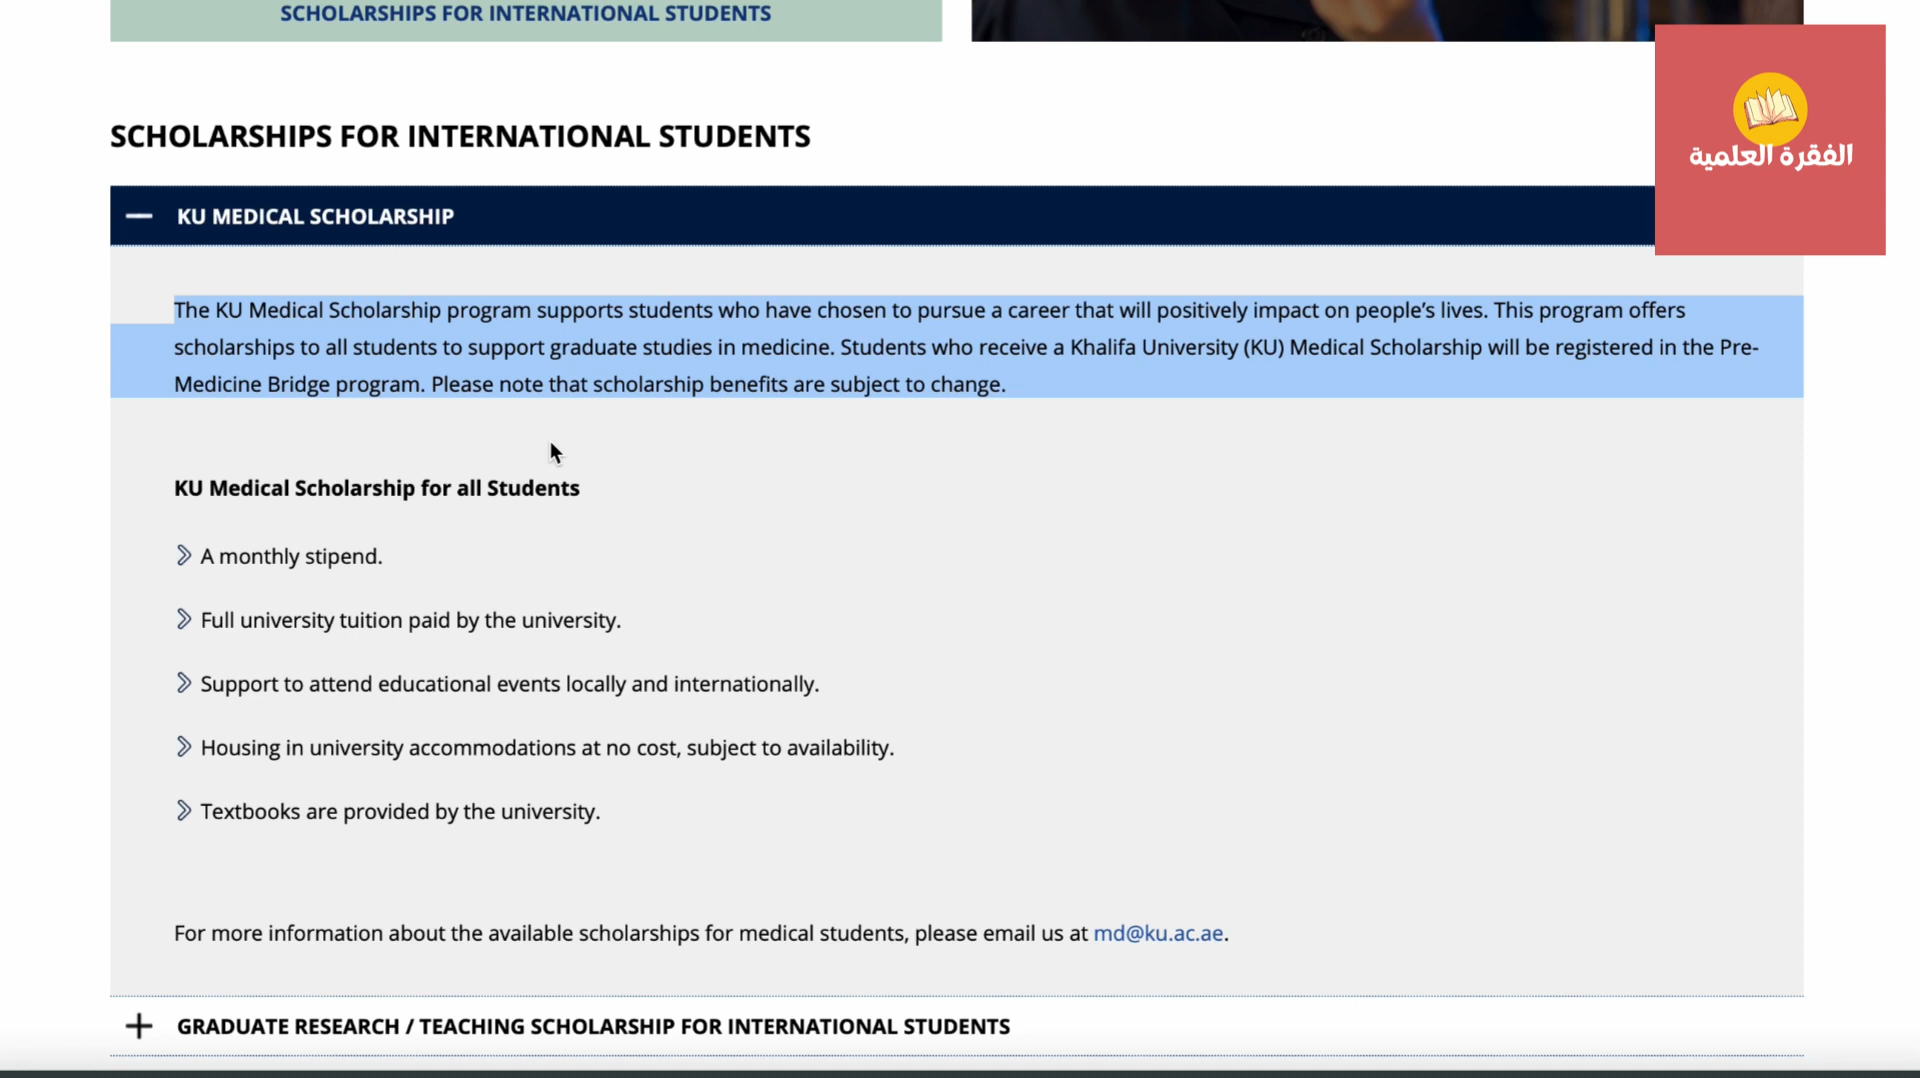 SCHOLARSHIPS FOR INTERNATIONAL STUDENTS
الفقرة العلمية
SCHOLARSHIPS FOR INTERNATIONAL STUDENTS
KU MEDICAL SCHOLARSHIP
The KU Medical Scholarship program supports students who have chosen to pursue a career that will positively impact on people's lives. This program offers
scholarships to all students to support graduate studies in medicine. Students who receive a Khalifa University (KU) Medical Scholarship will be registered in the Pre-
Medicine Bridge program. Please note that scholarship benefits are subject to change.
KU Medical Scholarship for all Students
A monthly stipend.
Full university tuition paid by the university.
Support to attend educational events locally and internationally.
Housing in university accommodations at no cost, subject to availability.
Textbooks are provided by the university.
For more information about the available scholarships for medical students, please email us at md@ku.ac.ae.
GRADUATE RESEARCH / TEACHING SCHOLARSHIP FOR INTERNATIONAL STUDENTS